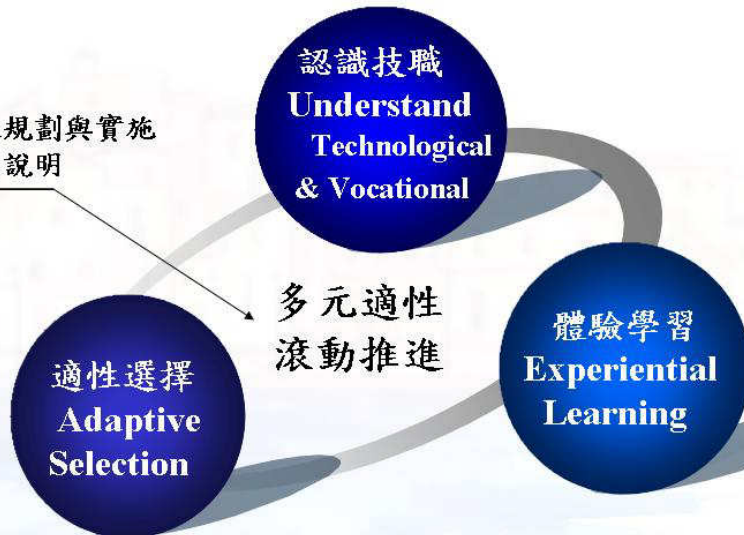 認識技職
Understand
Technological
& Vocational
規劃與實施
說明
多元適性
滾動推進
適性選擇
Adaptive
Selection
體驗學習
Experiential
Learning